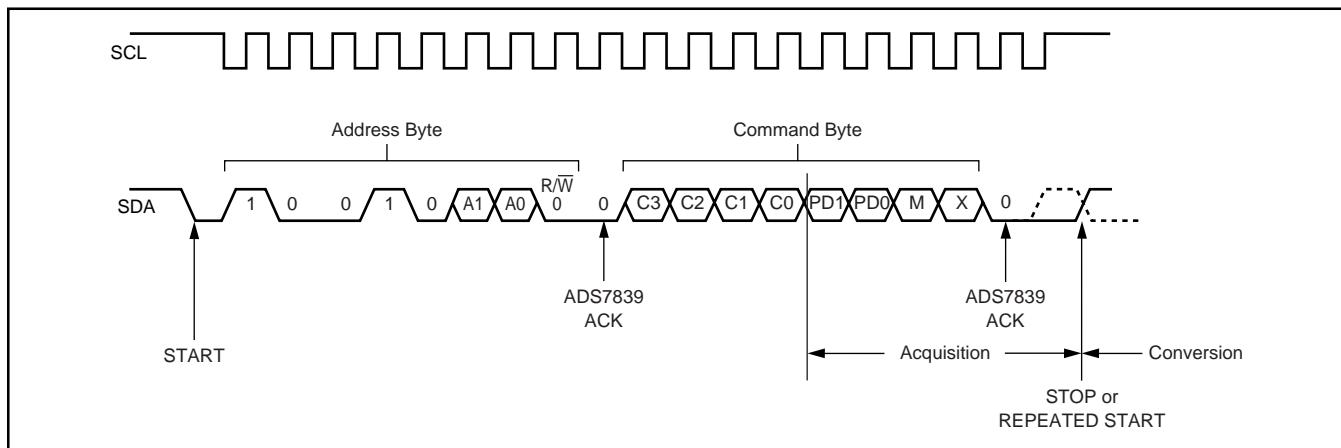 SCL
Address Byte
Command Byte
SDA
1 0 0 1 0 A1 A0 R/W̅ 0 0 C3 C2 C1 C0 PD1 PD0 M X 0
ADS7839
ACK
ADS7839
ACK
START
Acquisition
Conversion
STOP or
REPEATED START